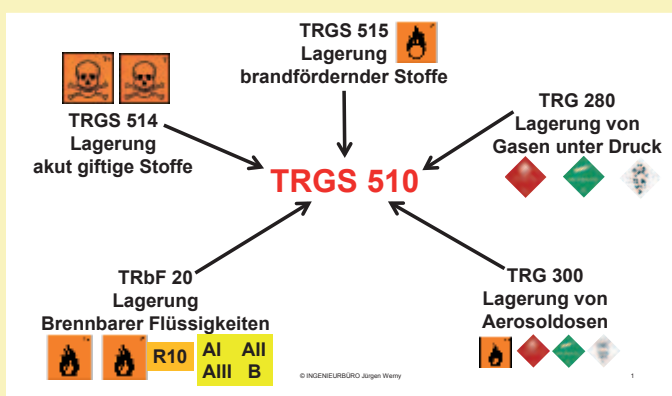 TRGS 515
Lagerung
brandfördernder Stoffe
TRGS 514
Lagerung
akut giftige Stoffe
TRG 280
Lagerung von
Gasen unter Druck
TRGS 510
TRbF 20
Lagerung
Brennbarer Flüssigkeiten
R10
AI AII
AIII B
TRG 300
Lagerung von
Aerosoldosen
© INGENIEURBÜRO Jürgen Werny
1